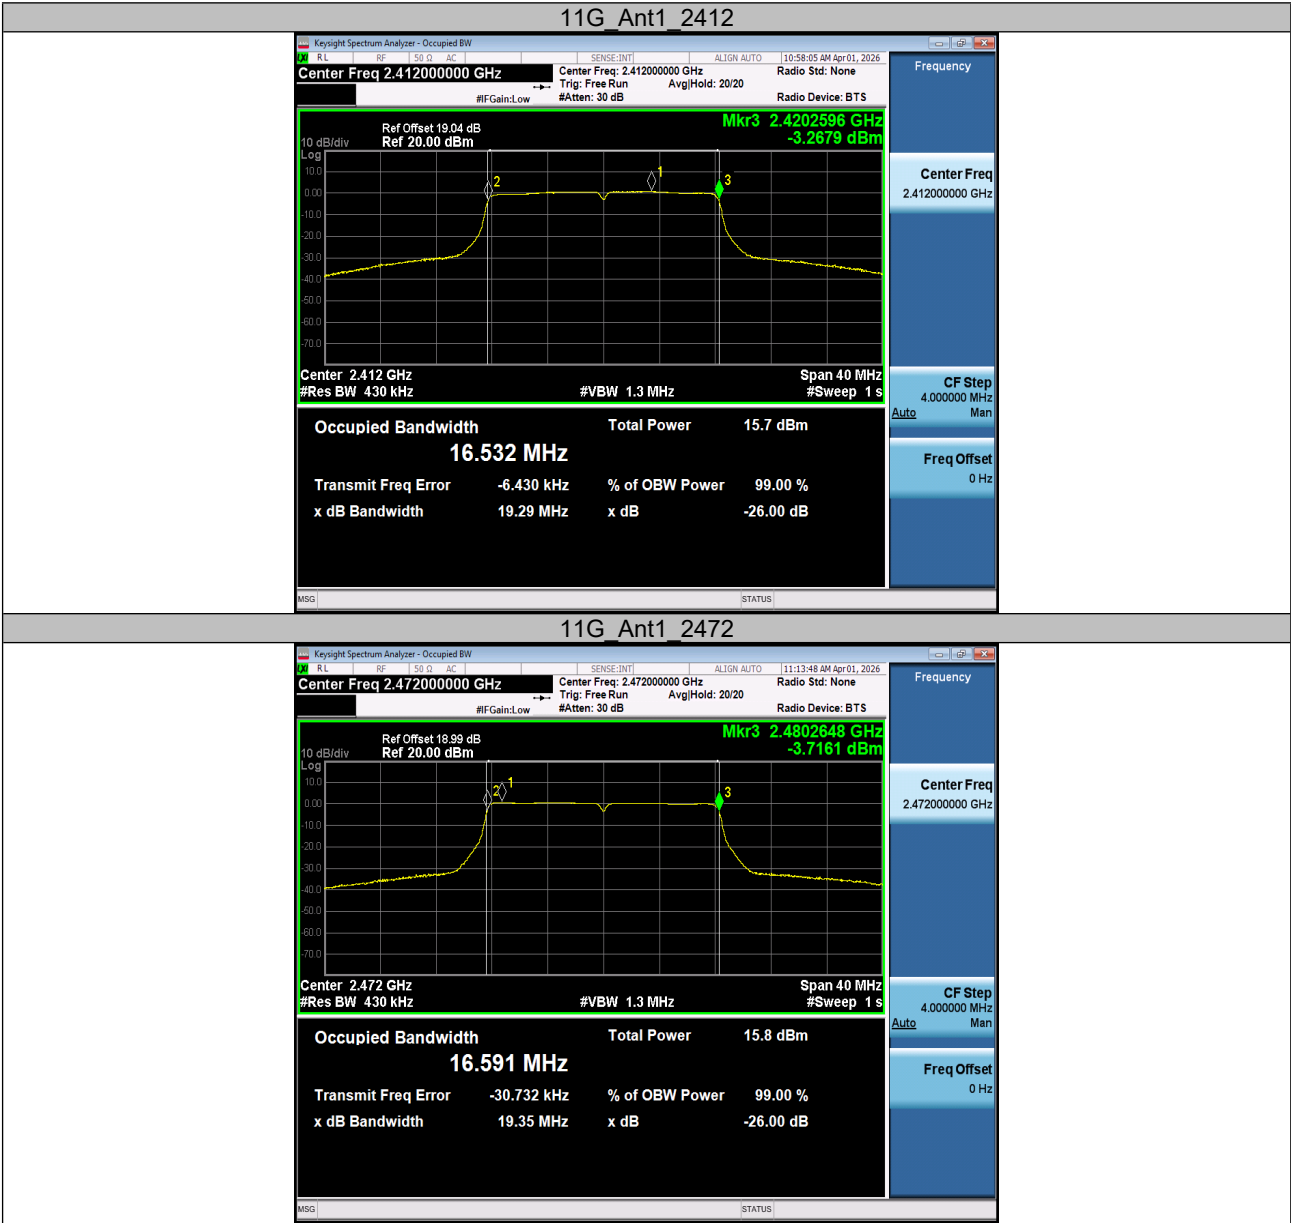 11G_Ant1_2412
Keysight Spectrum Analyzer - Occupied BW
LXI RL RF 50 Ω AC SENSE:INT ALIGN AUTO 10:58:05 AM Apr 01, 2026
Center Freq 2.412000000 GHz
Center Freq: 2.412000000 GHz Radio Std: None
Trig: Free Run Avg|Hold: 20/20
#IFGain:Low #Atten: 30 dB Radio Device: BTS
Frequency
Mkr3 2.4202596 GHz
-3.2679 dBm
Ref Offset 19.04 dB
10 dB/div Ref 20.00 dBm
Log
10.0
0.00
-10.0
-20.0
-30.0
-40.0
-50.0
-60.0
-70.0
2
1
3
Center Freq
2.412000000 GHz
Center 2.412 GHz Span 40 MHz
#Res BW 430 kHz #VBW 1.3 MHz #Sweep 1 s
CF Step
4.000000 MHz
Auto Man
Occupied Bandwidth Total Power 15.7 dBm
16.532 MHz
Transmit Freq Error -6.430 kHz % of OBW Power 99.00 %
x dB Bandwidth 19.29 MHz x dB -26.00 dB
Freq Offset
0 Hz
MSG STATUS
11G_Ant1_2472
Keysight Spectrum Analyzer - Occupied BW
LXI RL RF 50 Ω AC SENSE:INT ALIGN AUTO 11:13:48 AM Apr 01, 2026
Center Freq 2.472000000 GHz
Center Freq: 2.472000000 GHz Radio Std: None
Trig: Free Run Avg|Hold: 20/20
#IFGain:Low #Atten: 30 dB Radio Device: BTS
Frequency
Mkr3 2.4802648 GHz
-3.7161 dBm
Ref Offset 18.99 dB
10 dB/div Ref 20.00 dBm
Log
10.0
0.00
-10.0
-20.0
-30.0
-40.0
-50.0
-60.0
-70.0
2
1
3
Center Freq
2.472000000 GHz
Center 2.472 GHz Span 40 MHz
#Res BW 430 kHz #VBW 1.3 MHz #Sweep 1 s
CF Step
4.000000 MHz
Auto Man
Occupied Bandwidth Total Power 15.8 dBm
16.591 MHz
Transmit Freq Error -30.732 kHz % of OBW Power 99.00 %
x dB Bandwidth 19.35 MHz x dB -26.00 dB
Freq Offset
0 Hz
MSG STATUS